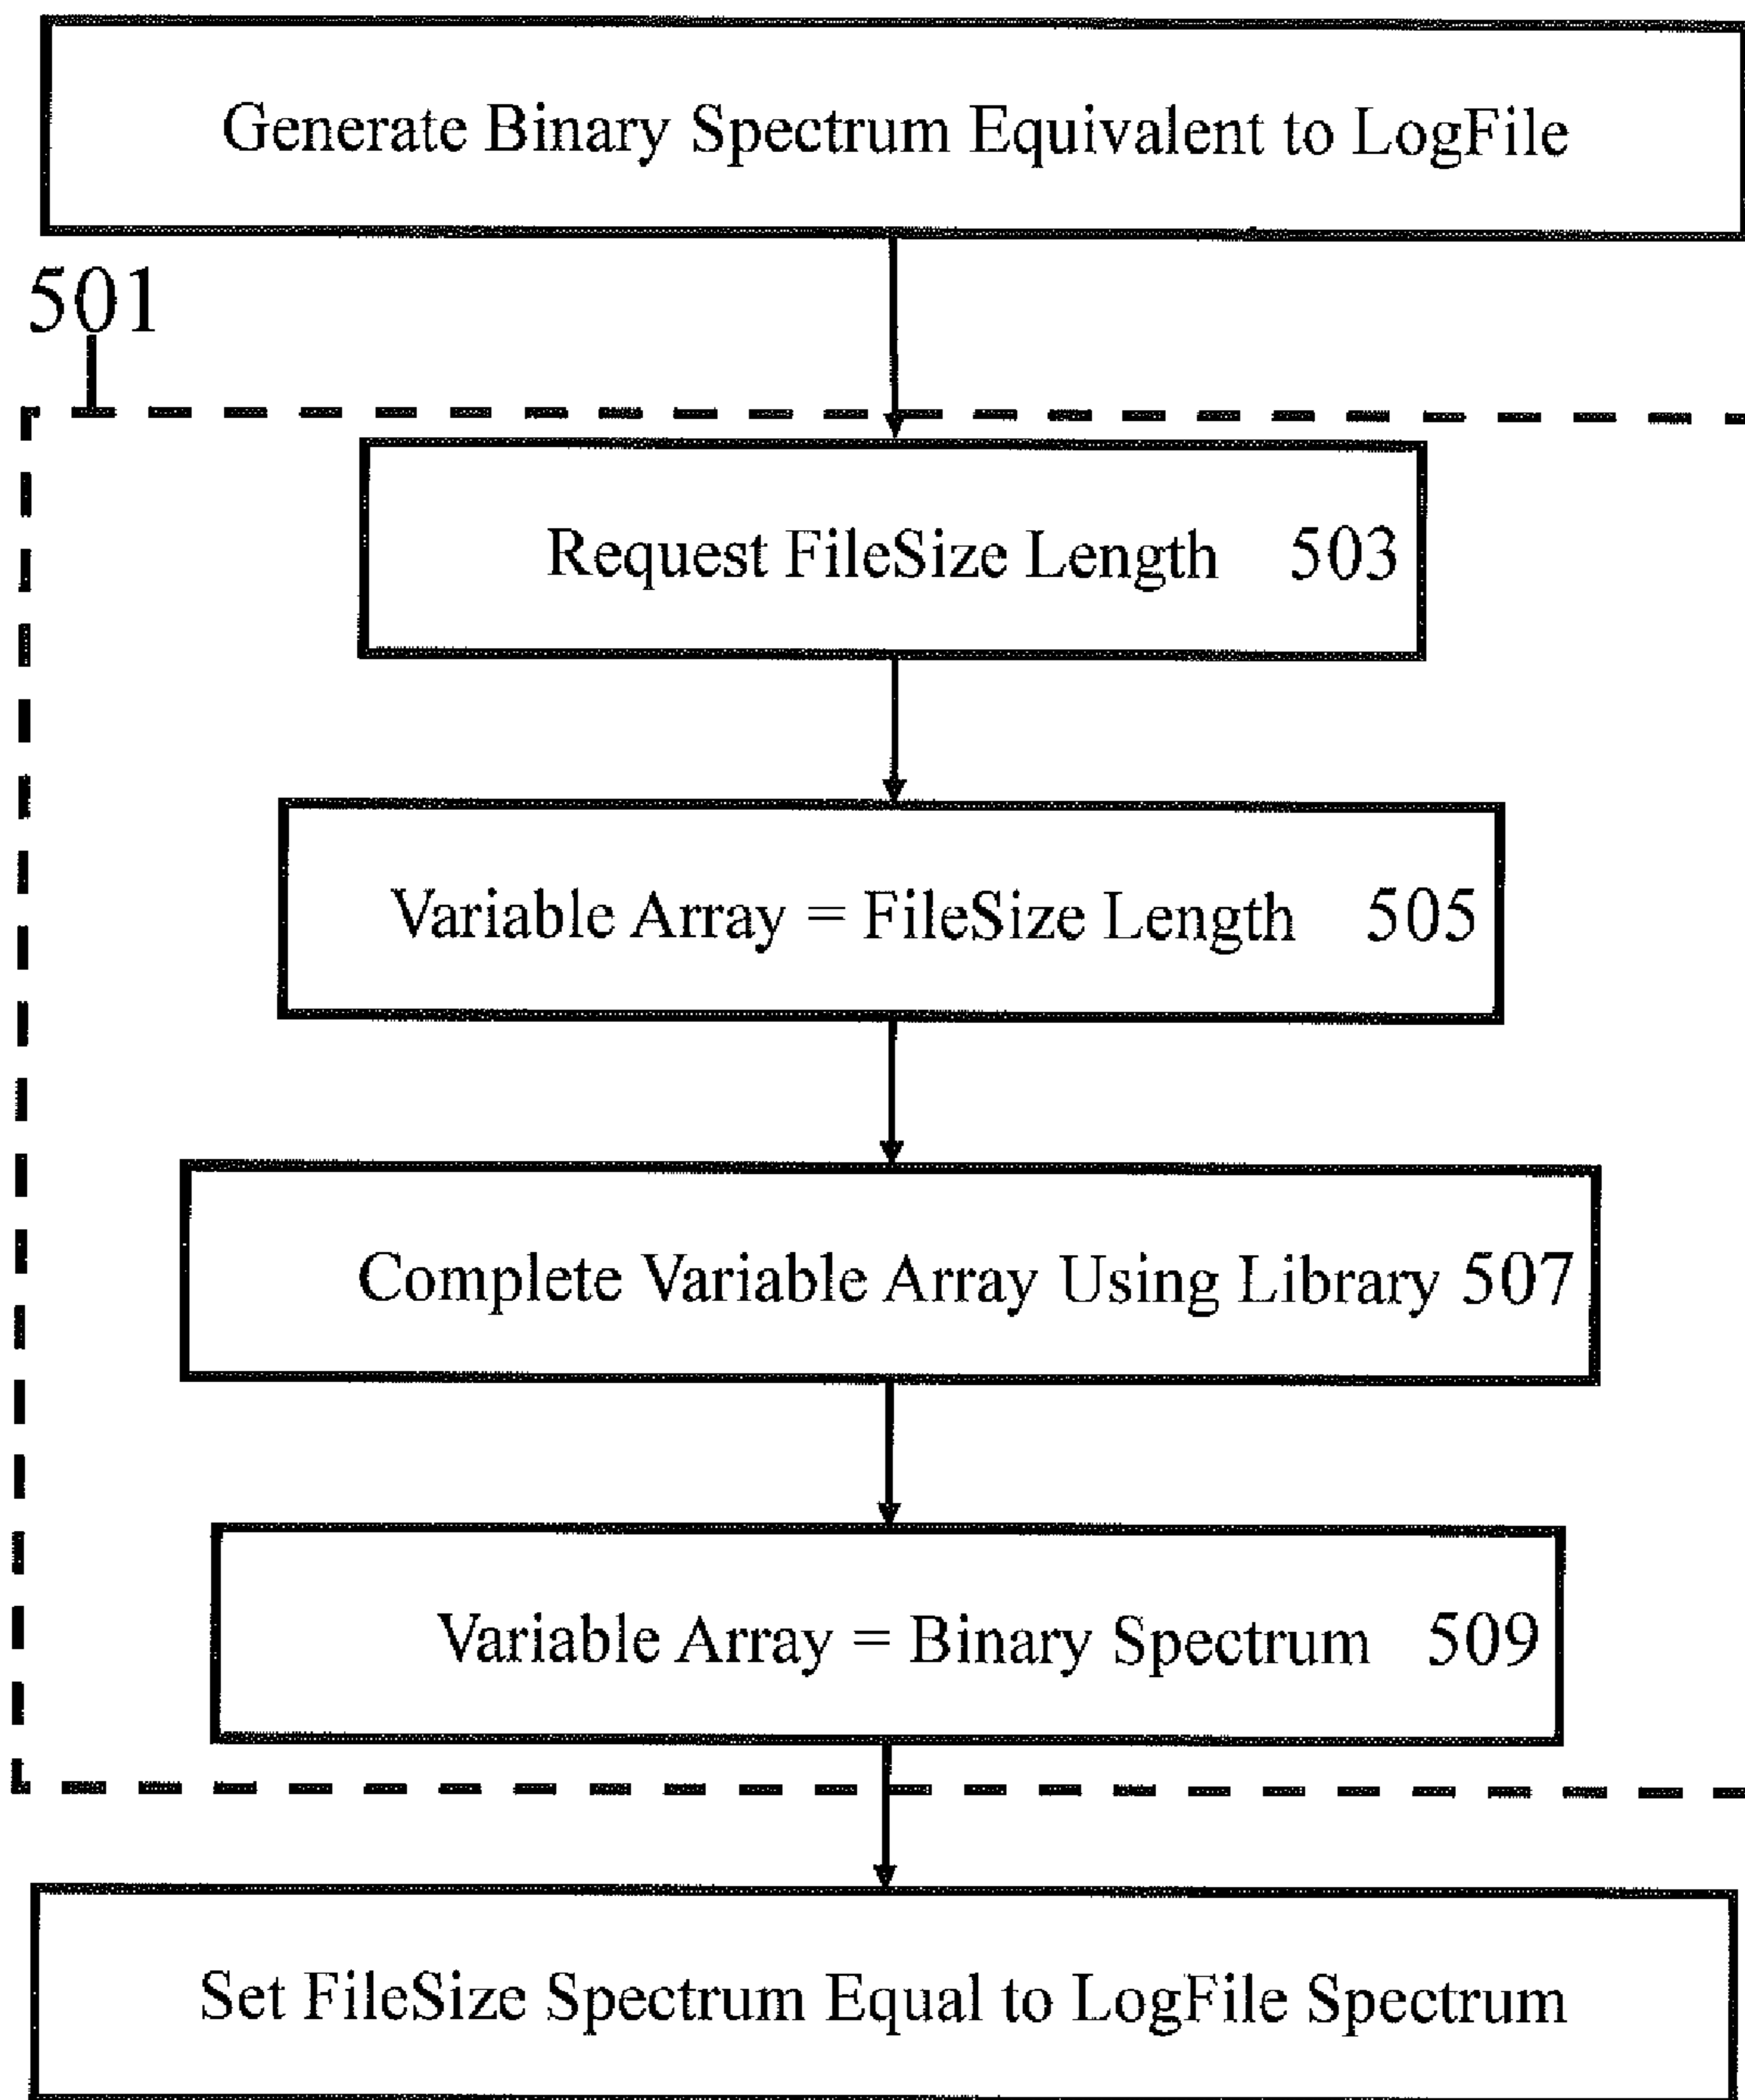 Generate Binary Spectrum Equivalent to LogFile
501
Request FileSize Length 503
Variable Array = FileSize Length 505
Complete Variable Array Using Library 507
Variable Array = Binary Spectrum 509
Set FileSize Spectrum Equal to LogFile Spectrum